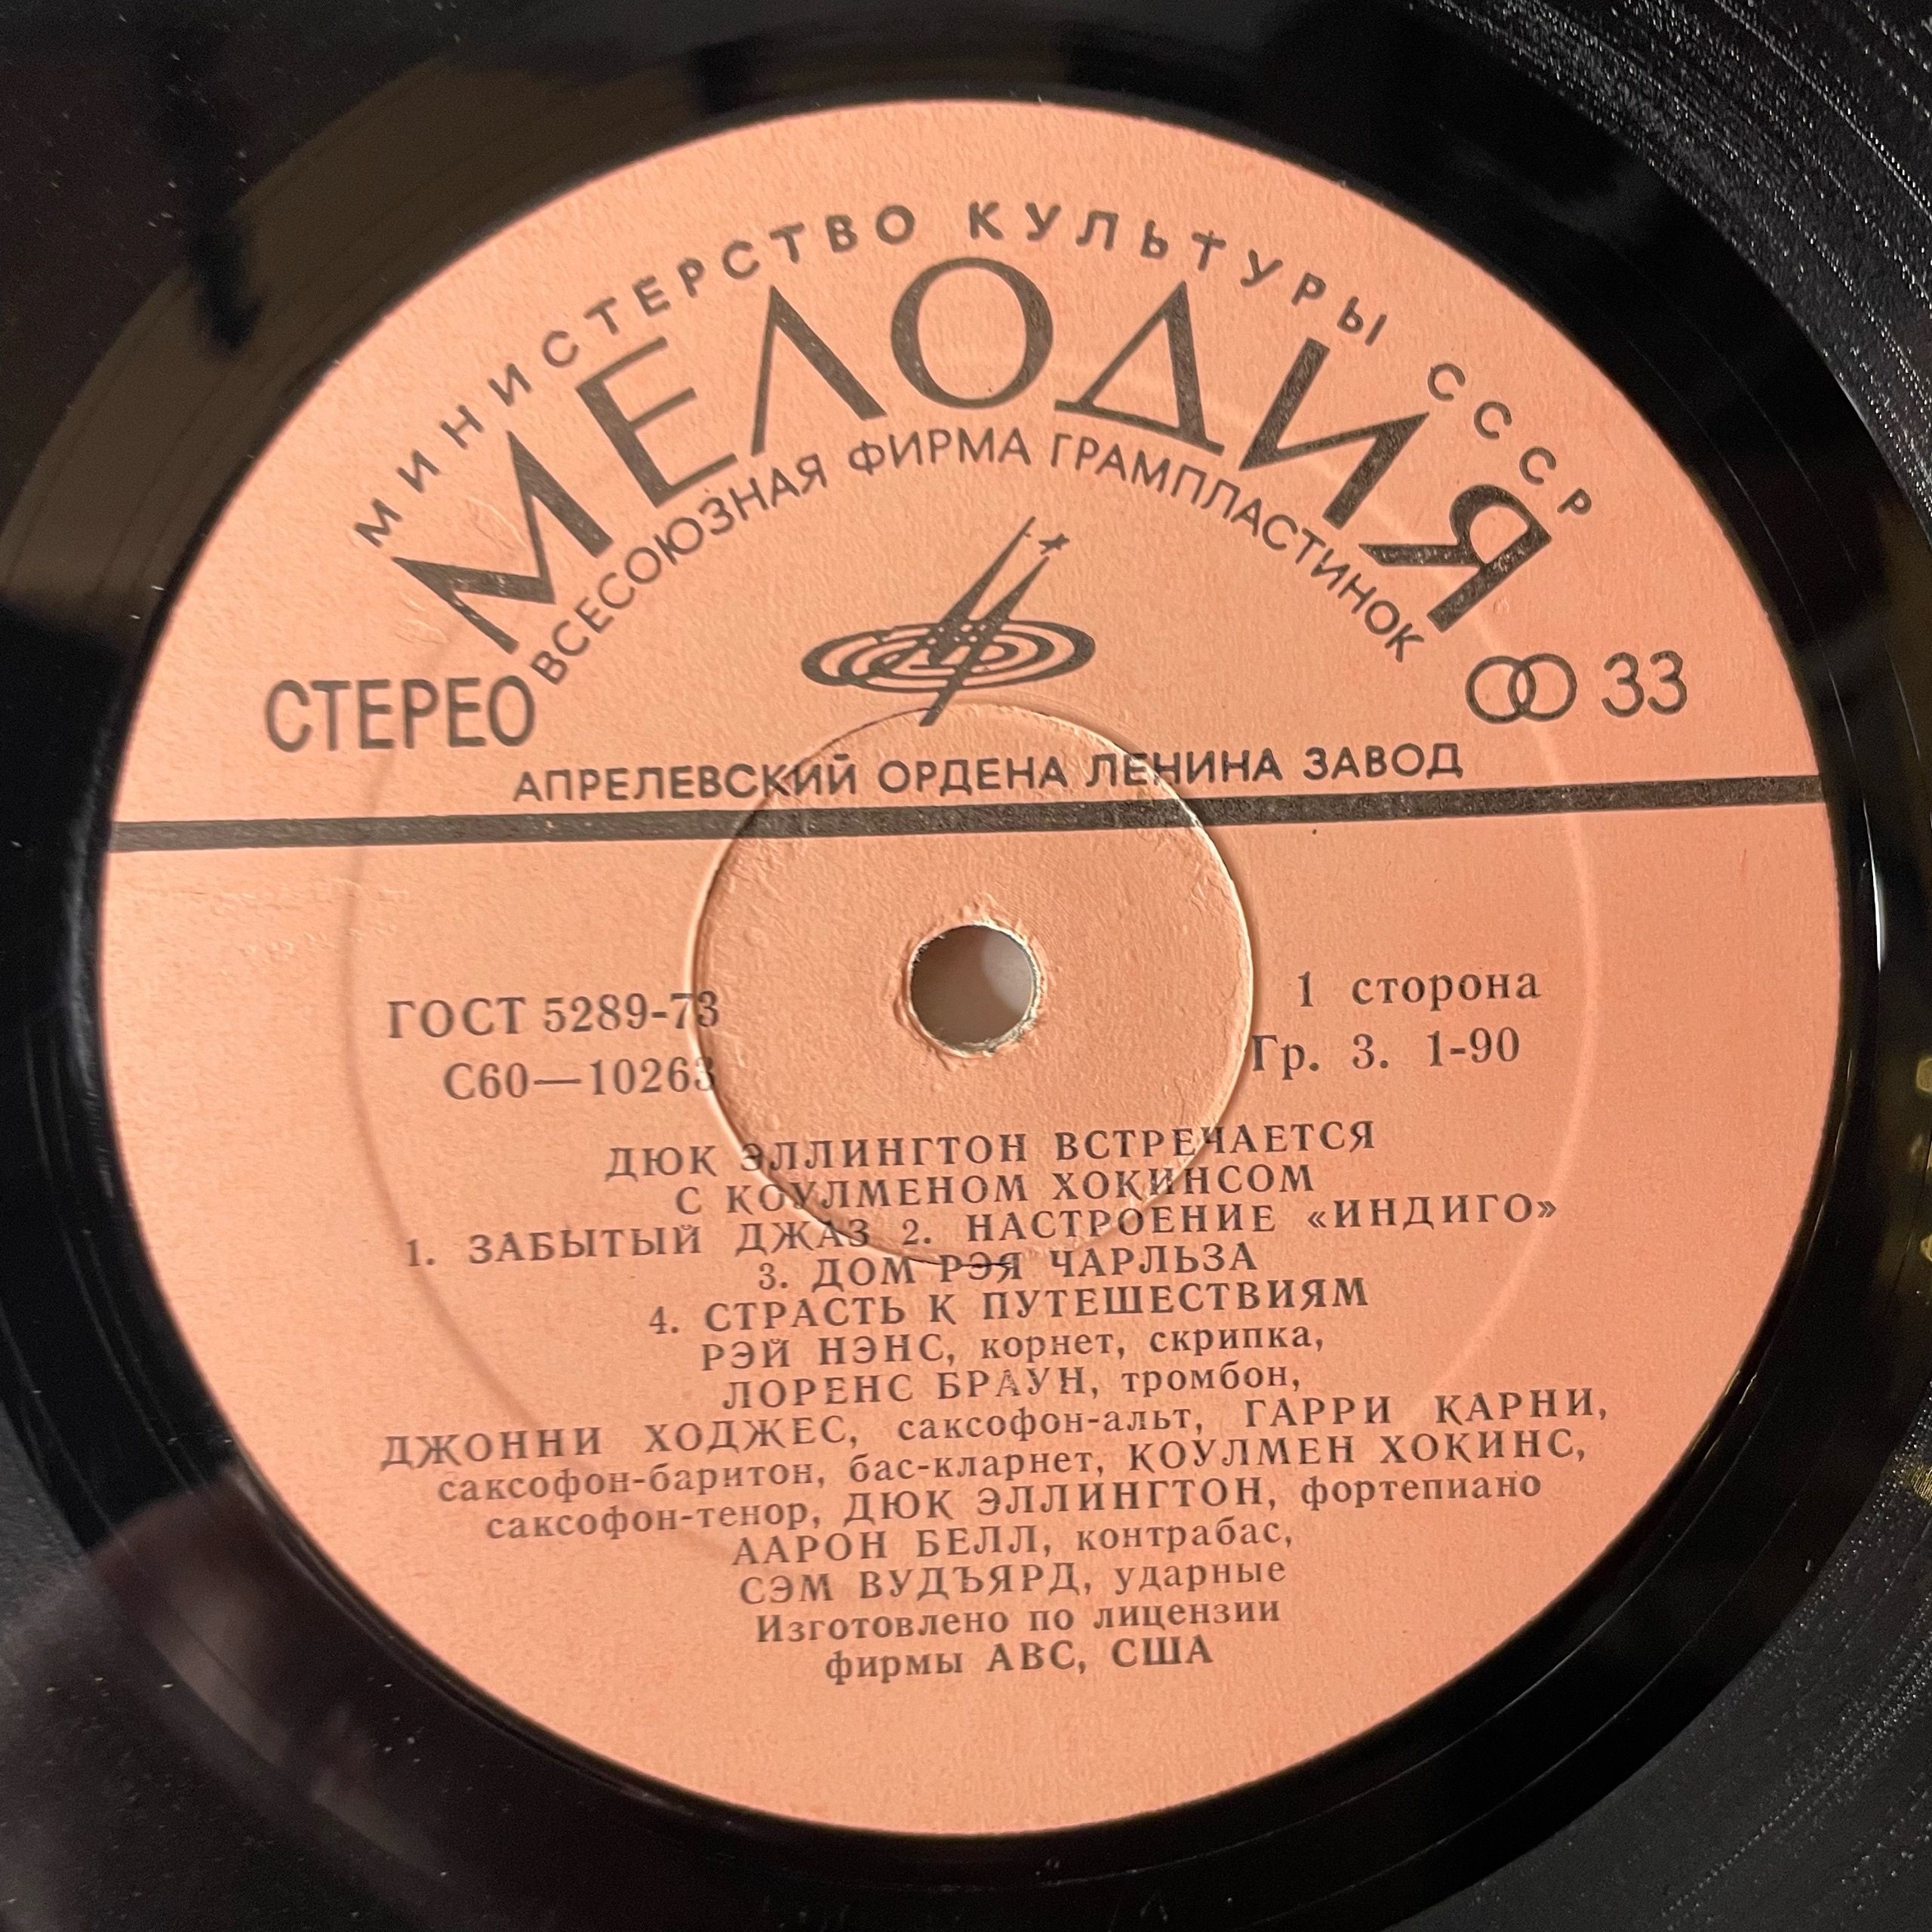 МИНИСТЕРСТВО КУЛЬТУРЫ СССР
МЕЛОДИЯ
ВСЕСОЮЗНАЯ ФИРМА ГРАМПЛАСТИНОК
СТЕРЕО
33
АПРЕЛЕВСКИЙ ОРДЕНА ЛЕНИНА ЗАВОД
ГОСТ 5289-73
1 сторона
С60—10263
Гр. 3. 1-90
ДЮК ЭЛЛИНГТОН ВСТРЕЧАЕТСЯ
С КОУЛМЕНОМ ХОКИНСОМ
1. ЗАБЫТЫЙ ДЖАЗ 2. НАСТРОЕНИЕ «ИНДИГО»
3. ДОМ РЭЯ ЧАРЛЬЗА
4. СТРАСТЬ К ПУТЕШЕСТВИЯМ
РЭЙ НЭНС, корнет, скрипка,
ЛОРЕНС БРАУН, тромбон,
ДЖОННИ ХОДЖЕС, саксофон-альт, ГАРРИ КАРНИ,
саксофон-баритон, бас-кларнет, КОУЛМЕН ХОКИНС,
саксофон-тенор, ДЮК ЭЛЛИНГТОН, фортепиано
ААРОН БЕЛЛ, контрабас,
СЭМ ВУДЪЯРД, ударные
Изготовлено по лицензии
фирмы АВС, США